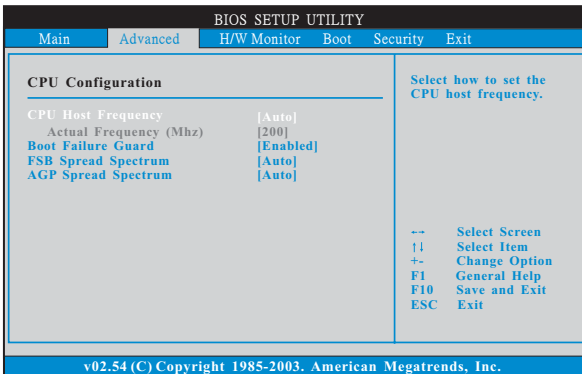 BIOS SETUP UTILITY
Main Advanced H/W Monitor Boot Security Exit
CPU Configuration
CPU Host Frequency [Auto]
Actual Frequency (Mhz) [200]
Boot Failure Guard [Enabled]
FSB Spread Spectrum [Auto]
AGP Spread Spectrum [Auto]
Select how to set the
CPU host frequency.
←→ Select Screen
↑↓ Select Item
+- Change Option
F1 General Help
F10 Save and Exit
ESC Exit
v02.54 (C) Copyright 1985-2003. American Megatrends, Inc.